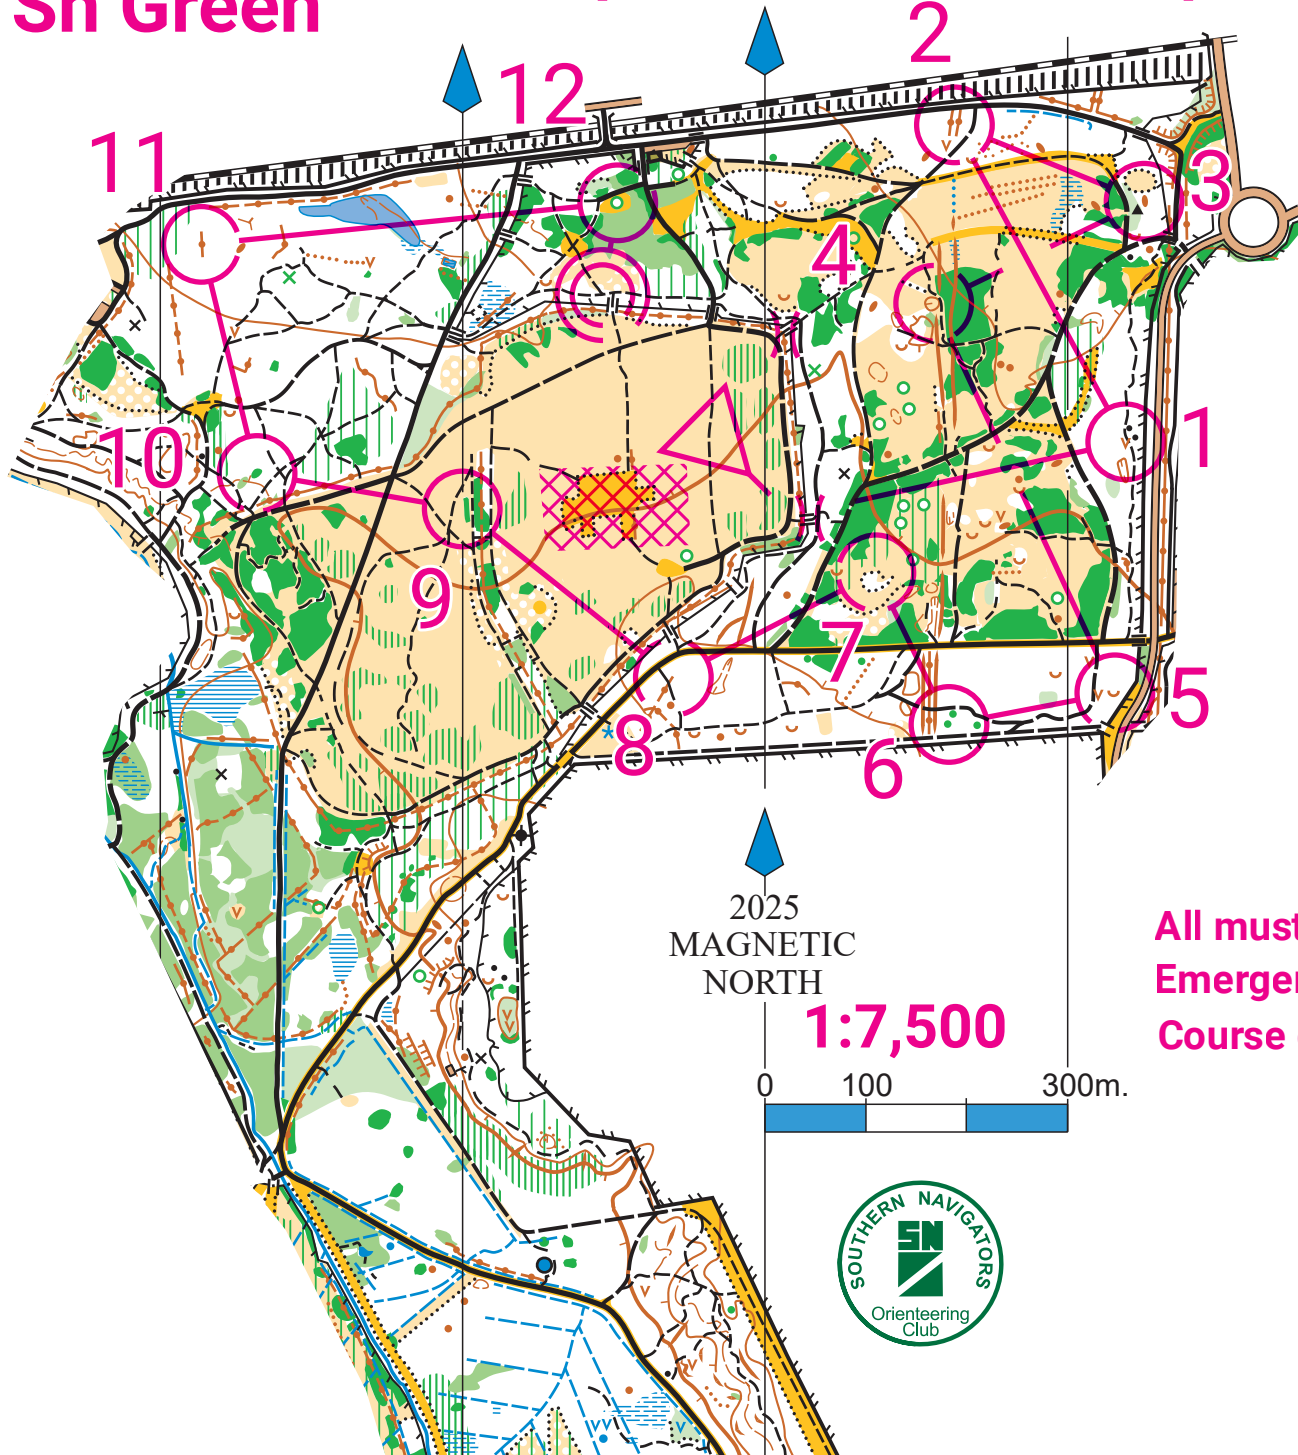 Sn Green
2
12
11
3
4
1
10
9
7
5
8
6
2025
MAGNETIC
NORTH
1:7,500
0 100 300m.
All must
Emerger
Course
SOUTHERN NAVIGATORS
SN
Orienteering
Club